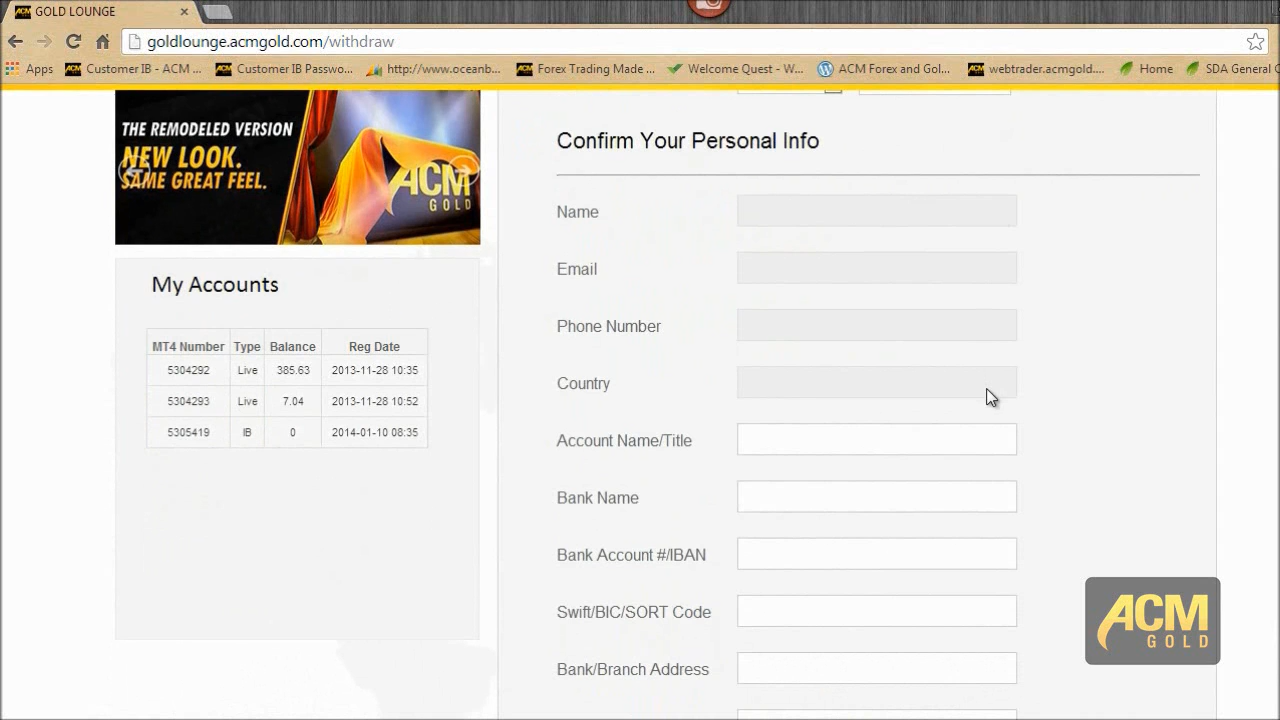 GOLD LOUNGE
goldlounge.acmgold.com/withdraw
Apps
Customer IB - ACM ...
Customer IB Passwo...
http://www.oceanb...
Forex Trading Made ...
Welcome Quest - W...
ACM Forex and Gol...
webtrader.acmgold....
Home
SDG General C
THE REMODELED VERSION
NEW LOOK.
SAME GREAT FEEL.
ACM
GOLD
My Accounts
MT4 Number Type Balance Reg Date
5304292 Live 385.63 2013-11-28 10:35
5304293 Live 7.04 2013-11-28 10:52
5305419 IB 0 2014-01-10 08:35
Confirm Your Personal Info
Name
Email
Phone Number
Country
Account Name/Title
Bank Name
Bank Account #/IBAN
Swift/BIC/SORT Code
Bank/Branch Address
ACM
GOLD